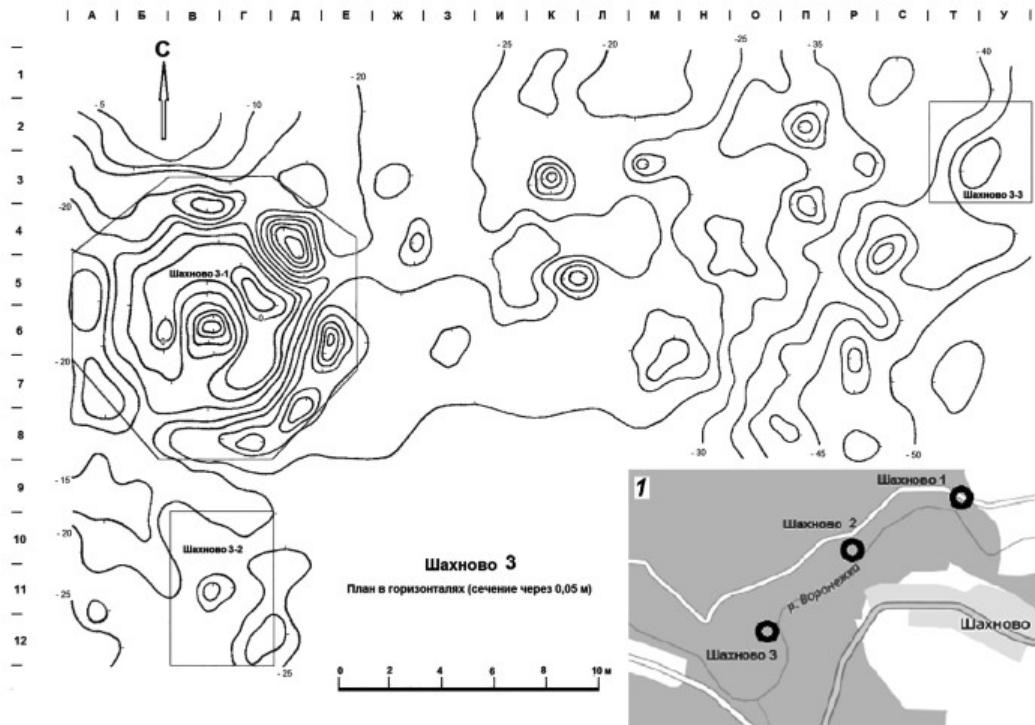 А Б В Г Д Е Ж З И К Л М Н О П Р С Т У
С
-5
-10
-20
-25
-20
-25
-35
-40
1
2
3
4
5
6
7
8
9
10
11
12
-20
Шахново 3-1
0
0
-20
Шахново 3-3
-15
-20
-25
Шахново 3-2
-25
-30
-45
-50
Шахново 3
План в горизонталях (сечение через 0,05 м)
0 2 4 6 8 10 м
1
Шахново 1
Шахново 2
р. Воронежка
Шахново
Шахново 3